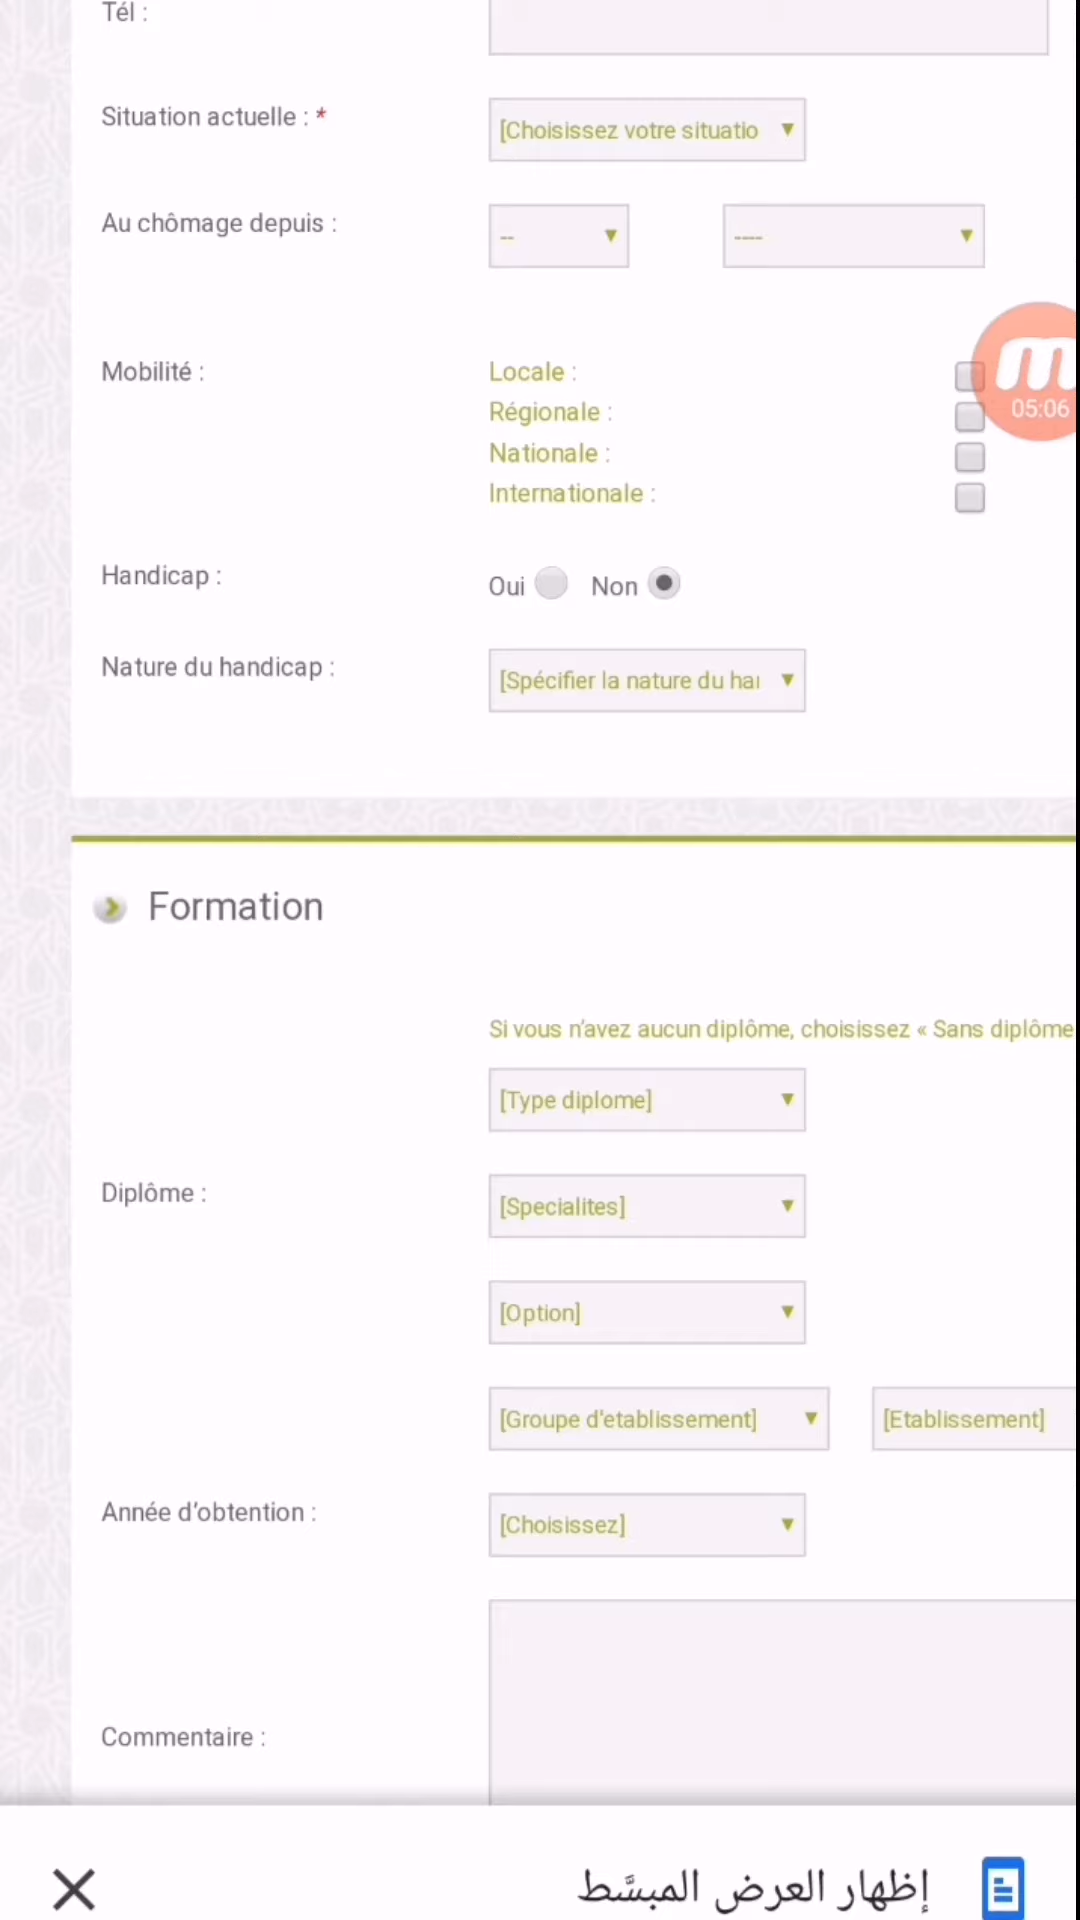 Tél :
Situation actuelle : *
[Choisissez votre situatio
Au chômage depuis :
--
----
Mobilité :
Locale :
Régionale :
Nationale :
Internationale :
05:06
Handicap :
Oui Non
Nature du handicap :
[Spécifier la nature du
Formation
Si vous n'avez aucun diplôme, choisissez « Sans diplôme
[Type diplome]
Diplôme :
[Specialites]
[Option]
[Groupe d'etablissement]
[Etablissement]
Année d'obtention :
[Choisissez]
Commentaire :
إظهار العرض المبسَّط